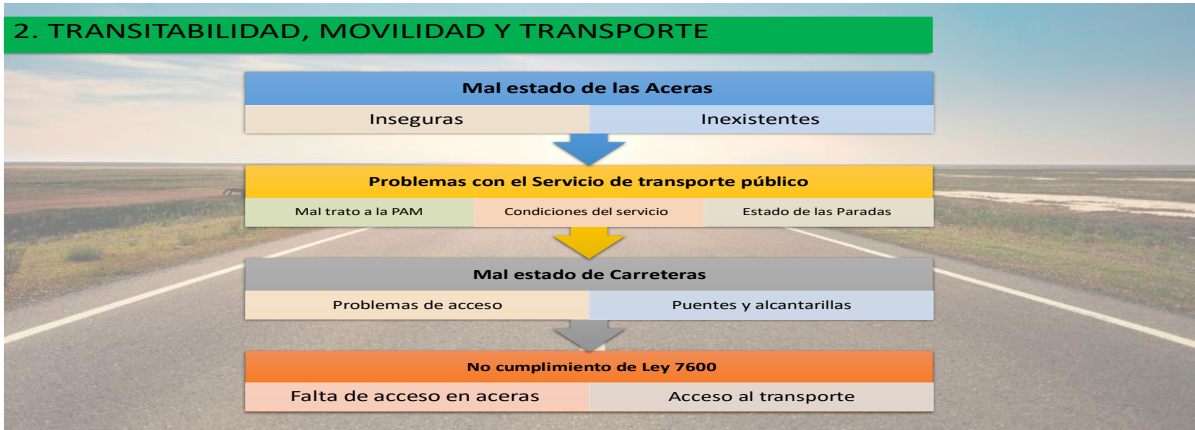 2. TRANSITABILIDAD, MOVILIDAD Y TRANSPORTE
Mal estado de las Aceras
Inseguras
Inexistentes
Problemas con el Servicio de transporte público
Mal trato a la PAM
Condiciones del servicio
Estado de las Paradas
Mal estado de Carreteras
Problemas de acceso
Puentes y alcantarillas
No cumplimiento de Ley 7600
Falta de acceso en aceras
Acceso al transporte